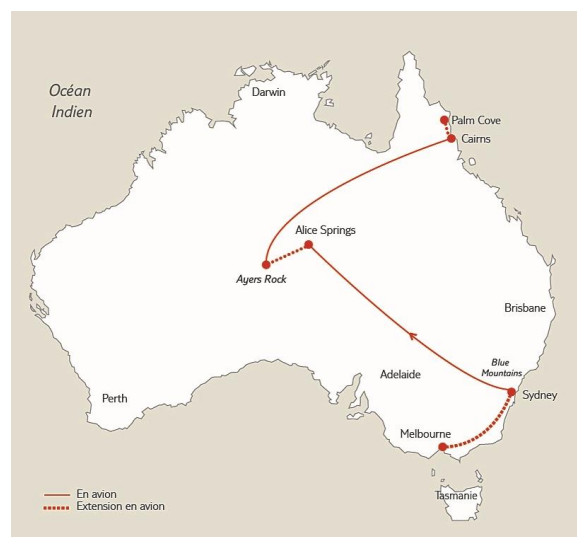 Océan
Indien
Darwin
Palm Cove
Cairns
Alice Springs
Ayers Rock
Brisbane
Blue
Mountains
Adelaide
Sydney
Perth
Melbourne
Tasmanie
En avion
Extension en avion